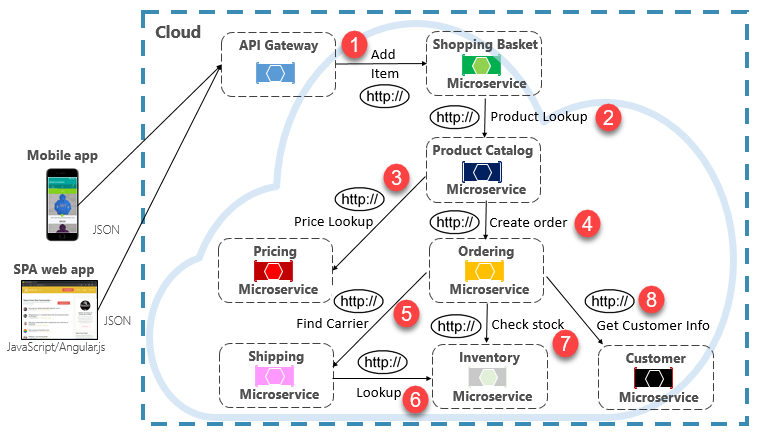 Cloud
API Gateway
1
Add
Item
http://
Shopping Basket
Microservice
http://
Product Lookup
2
Mobile app
JSON
Product Catalog
Microservice
3
http://
Price Lookup
http://
Create order
4
SPA web app
JSON
JavaScript/Angular.js
Pricing
Microservice
Ordering
Microservice
http://
Find Carrier
5
http://
Check stock
7
http://
8
Get Customer Info
Shipping
Microservice
http://
Lookup
6
Inventory
Microservice
Customer
Microservice